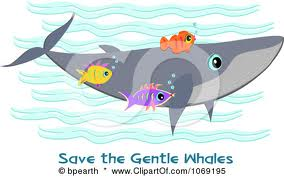 Save the Gentle Whales
© bpearth * www.ClipartOf.com/1069195